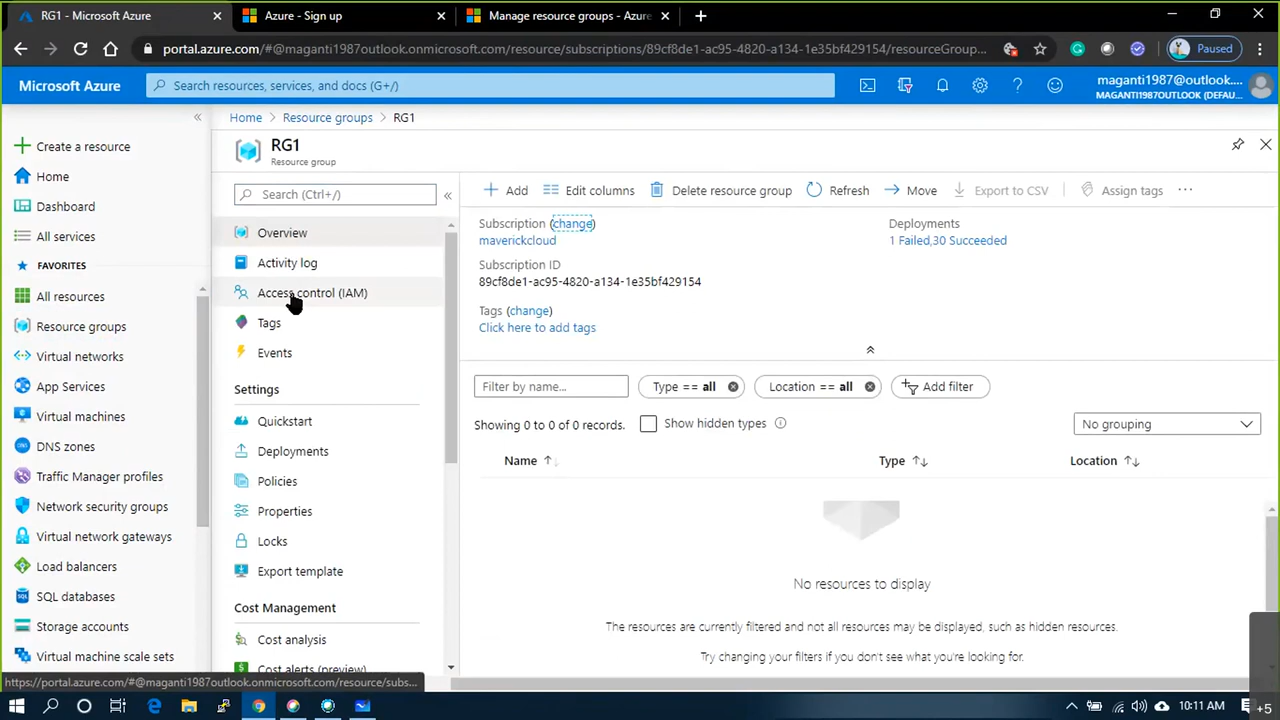 RG1 - Microsoft Azure
Azure - Sign up
Manage resource groups - Azure
portal.azure.com/#@maganti1987outlook.onmicrosoft.com/resource/subscriptions/89cf8de1-ac95-4820-a134-1e35bf429154/resourceGroup...
Paused
Microsoft Azure
Search resources, services, and docs (G+/)
maganti1987@outlook....
MAGANTI1987OUTLOOK (DEFAU...
Create a resource
Home
Dashboard
All services
FAVORITES
All resources
Resource groups
Virtual networks
App Services
Virtual machines
DNS zones
Traffic Manager profiles
Network security groups
Virtual network gateways
Load balancers
SQL databases
Storage accounts
Virtual machine scale sets
Home > Resource groups > RG1
RG1
Resource group
Search (Ctrl+/)
Overview
Activity log
Access control (IAM)
Tags
Events
Settings
Quickstart
Deployments
Policies
Properties
Locks
Export template
Cost Management
Cost analysis
Cost alerts (preview)
Add
Edit columns
Delete resource group
Refresh
Move
Export to CSV
Assign tags
Subscription (change)
maverickcloud
Subscription ID
89cf8de1-ac95-4820-a134-1e35bf429154
Tags (change)
Click here to add tags
Deployments
1 Failed,30 Succeeded
Filter by name...
Type == all
Location == all
Add filter
Showing 0 to 0 of 0 records.
Show hidden types
No grouping
Name
Type
Location
No resources to display
The resources are currently filtered and not all resources may be displayed, such as hidden resources.
Try changing your filters if you don't see what you're looking for.
https://portal.azure.com/#@maganti1987outlook.onmicrosoft.com/resource/subs...
10:11 AM
+5